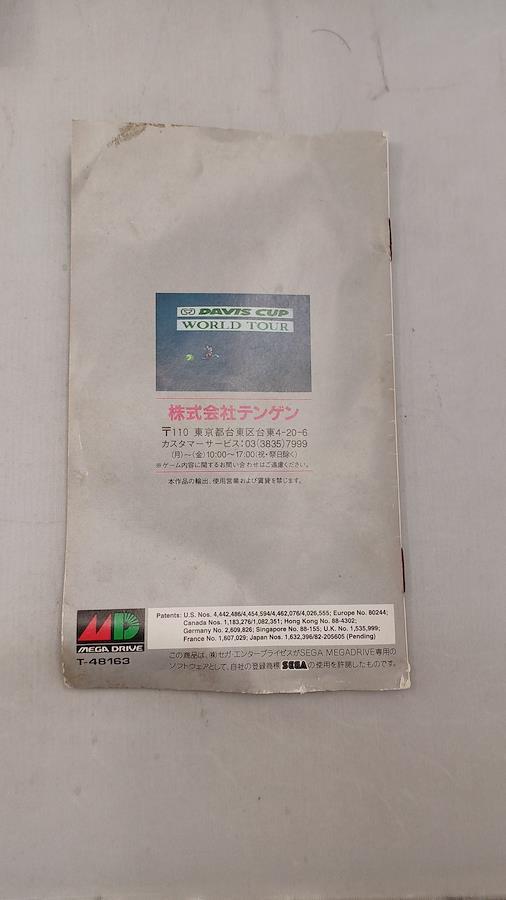 DAVIS CUP
WORLD TOUR
株式会社テンゲン
〒110 東京都台東区台東4-20-6
カスタマーサービス:03(3835)7999
(月)~(金)10:00~17:00(祝・祭日除く)
※ゲーム内容に関するお問い合わせはご遠慮ください。
本作品の輸出、使用営業および賃貸を禁じます。
Patents: U.S. Nos. 4,442,486/4,454,594/4,462,076/4,026,555; Europe No. 80244;
Canada Nos. 1,183,276/1,082,351; Hong Kong No. 88-4302;
Germany No. 2,609,826; Singapore No. 88-155; U.K. No. 1,535,999;
France No. 1,607,029; Japan Nos. 1,632,396/82-205605 (Pending)
MD
MEGA DRIVE
T-48163
この商品は、㈱セガ・エンタープライゼスがSEGA MEGADRIVE専用の
ソフトウェアとして、自社の登録商標 SEGA の使用を許諾したものです。